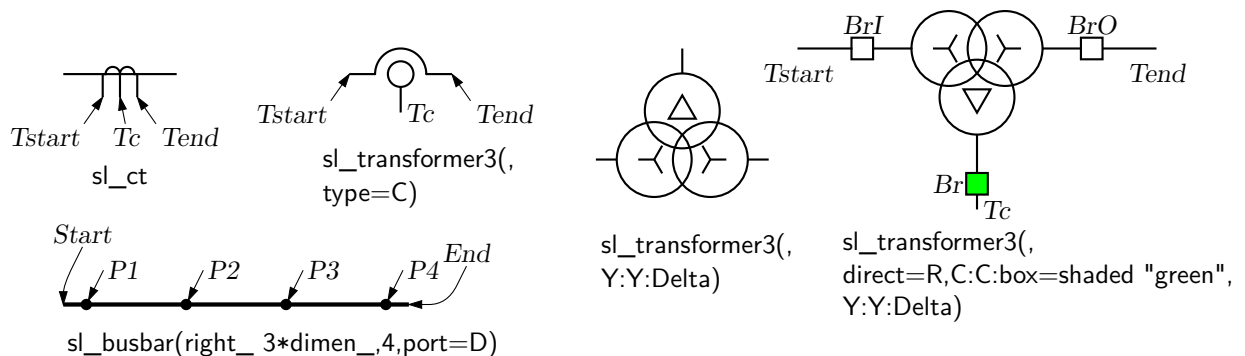 Tstart
Tc
Tend
sl_ct
Tstart
Tc
Tend
sl_transformer3(,
type=C)
sl_transformer3(,
Y:Y:Delta)
BrI
BrO
Tstart
Tend
Br
Tc
sl_transformer3(,
direct=R,C:C:box=shaded "green",
Y:Y:Delta)
Start
P1
P2
P3
P4
End
sl_busbar(right_ 3*dimen_,4,port=D)